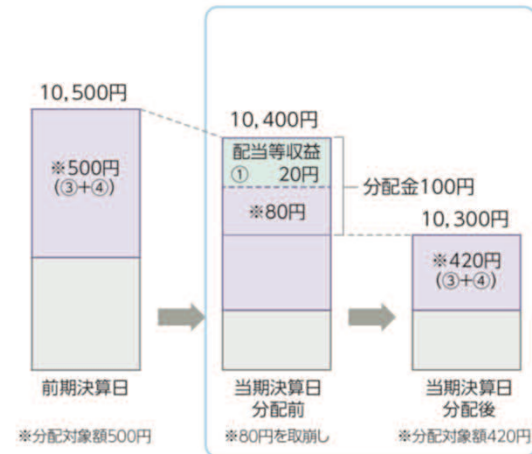 10,500円
※500円
(③+④)
前期決算日
※分配対象額500円
10,400円
配当等収益
① 20円
※80円
分配金100円
当期決算日
分配前
※80円を取崩し
10,300円
※420円
(③+④)
当期決算日
分配後
※分配対象額420円